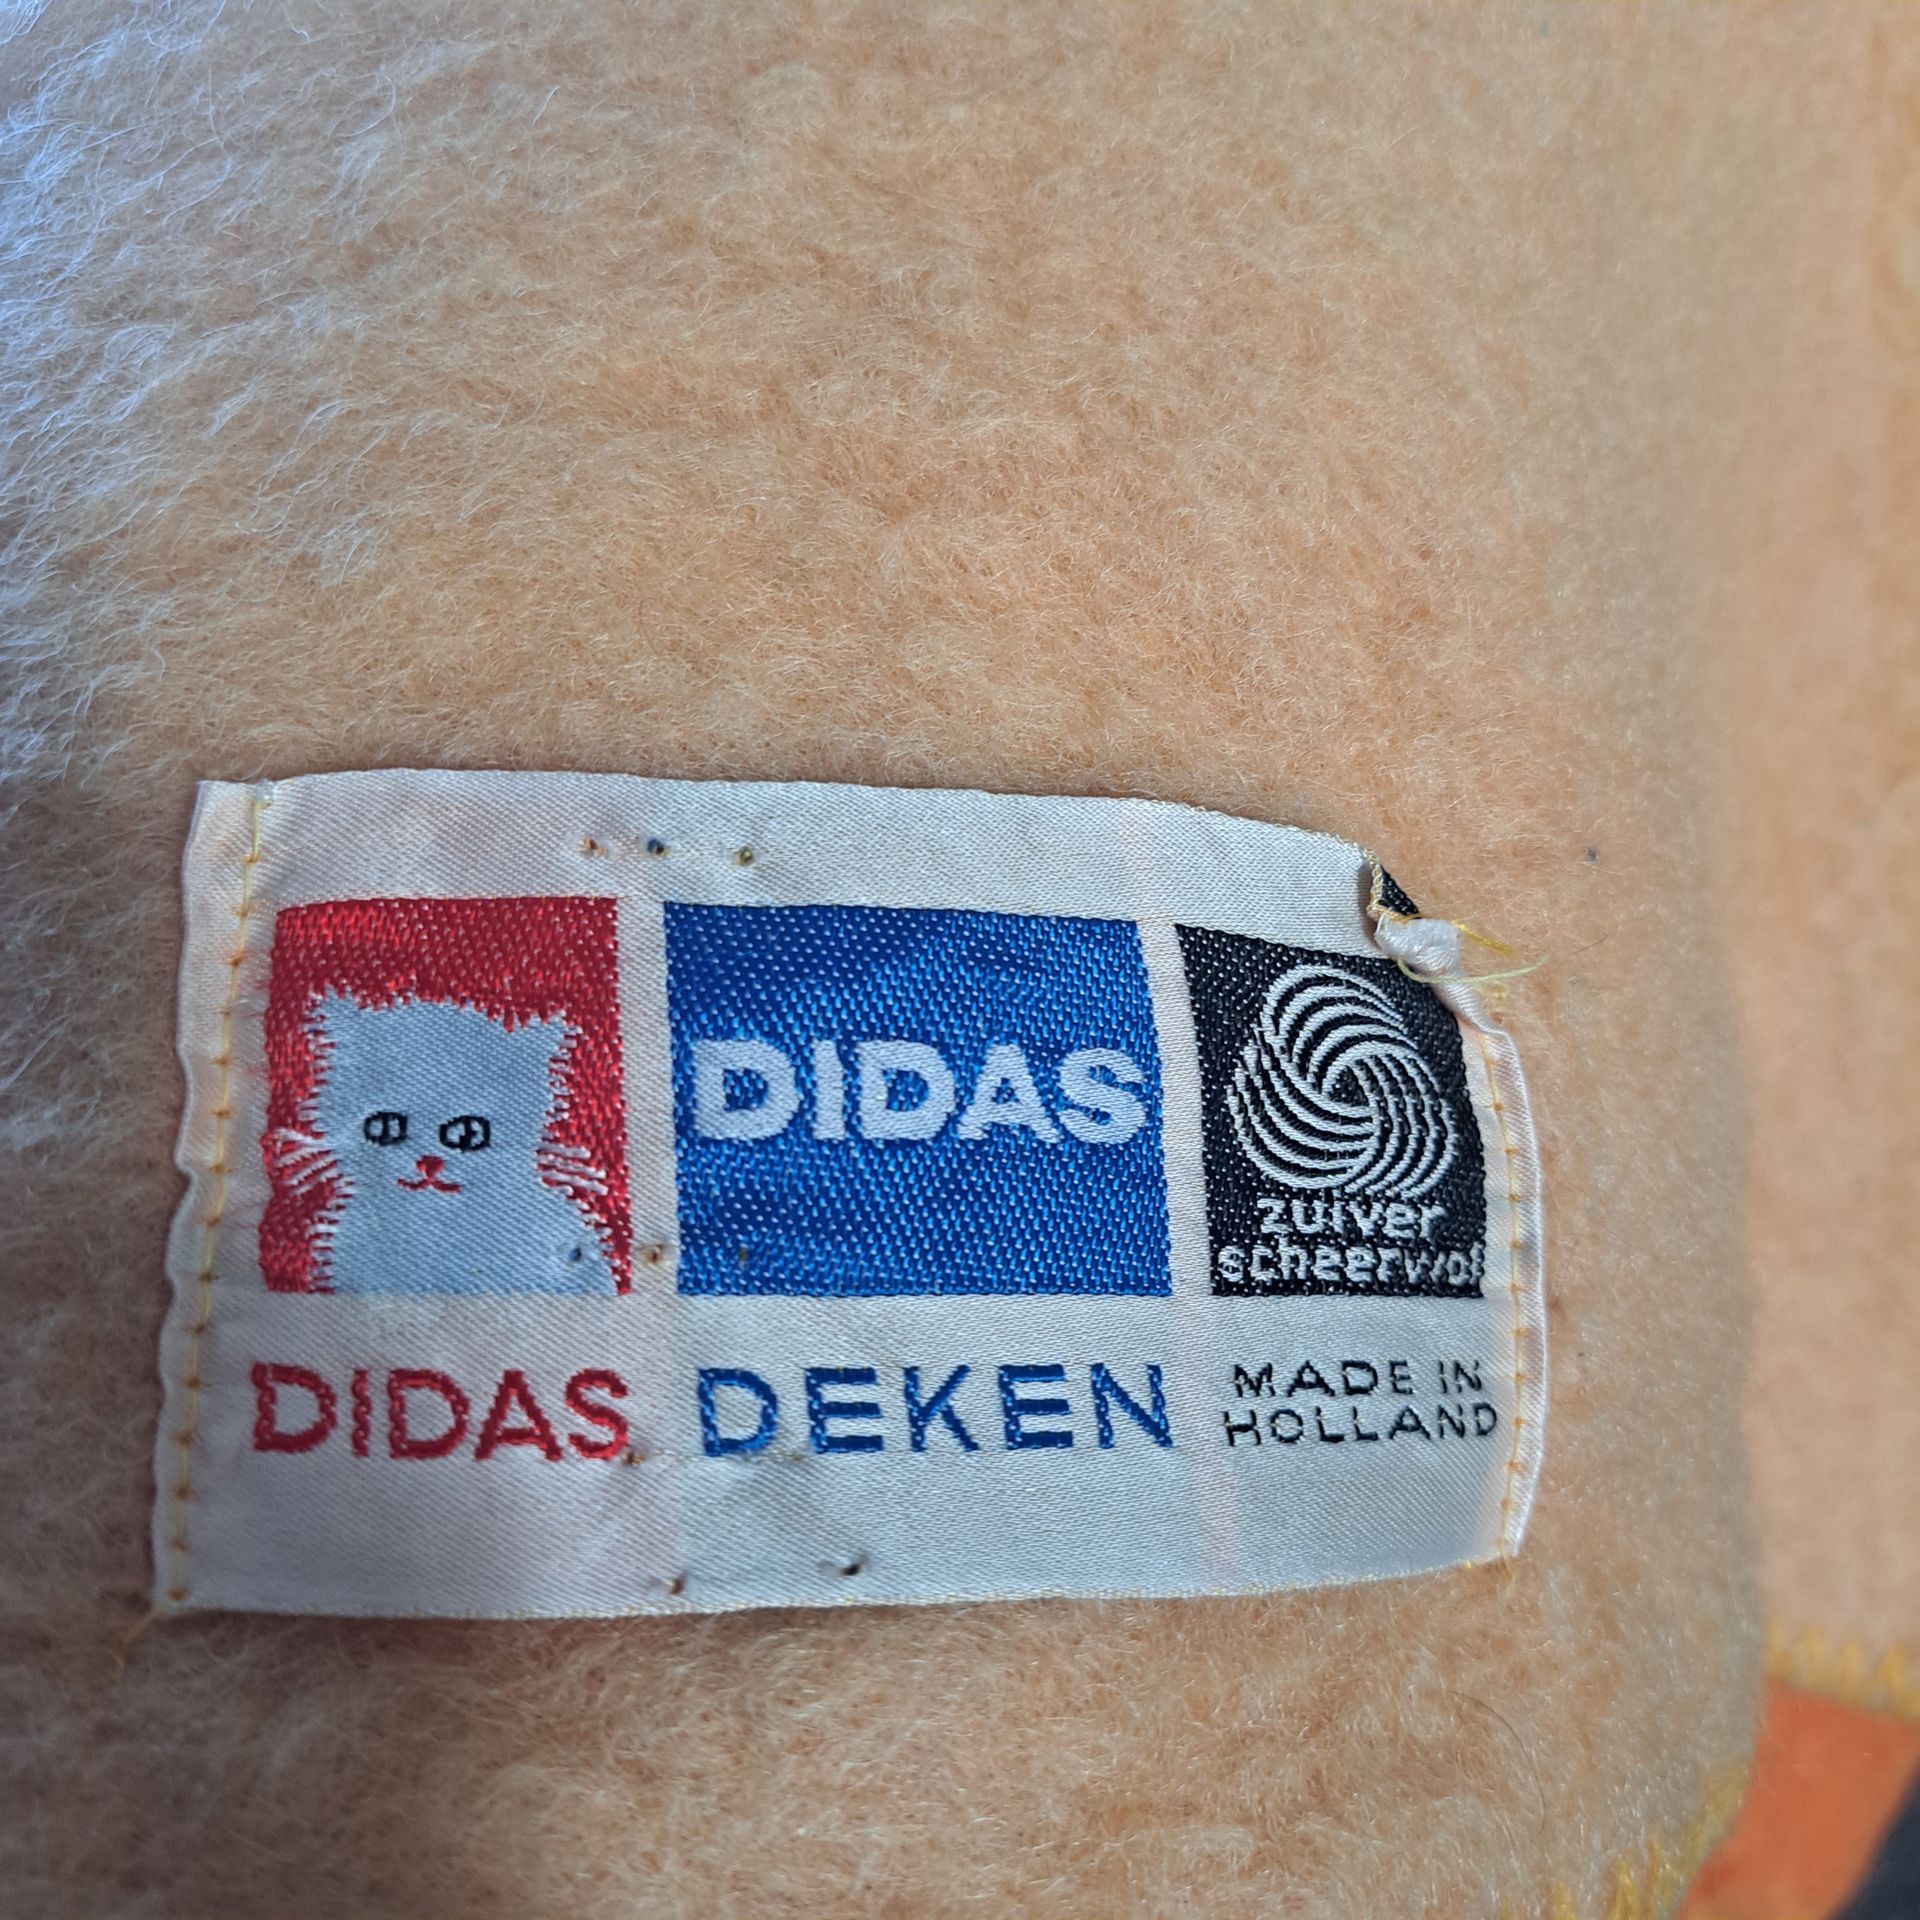 DIDAS
zuiver
scheerwol
DIDAS DEKEN
MADE IN
HOLLAND